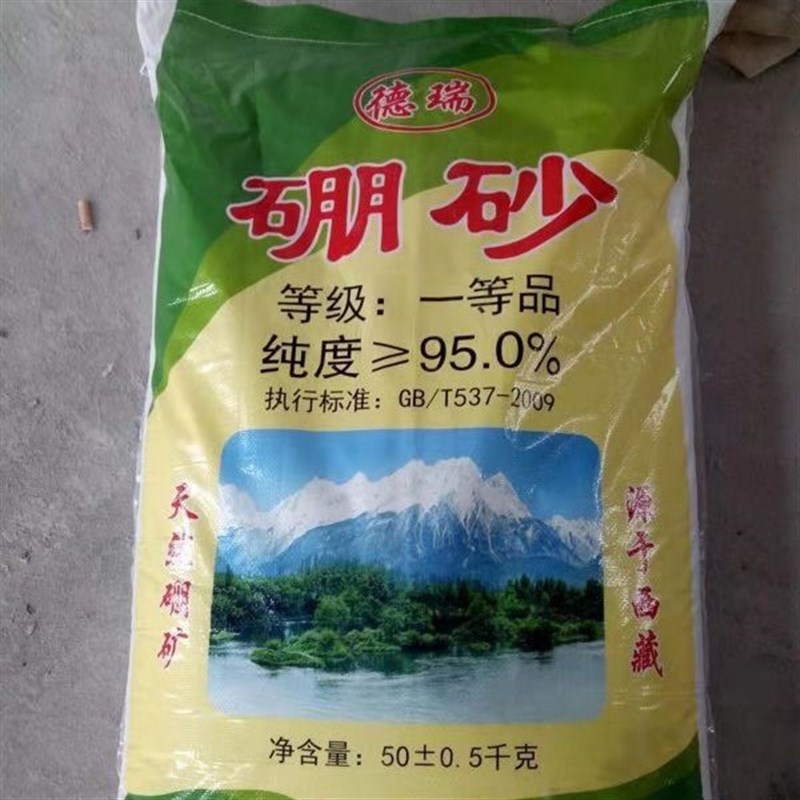 德瑞
硼砂
等级：一等品
纯度≥95.0%
执行标准：GB/T537-2009
天然硼矿
源于西藏
净含量：50±0.5千克